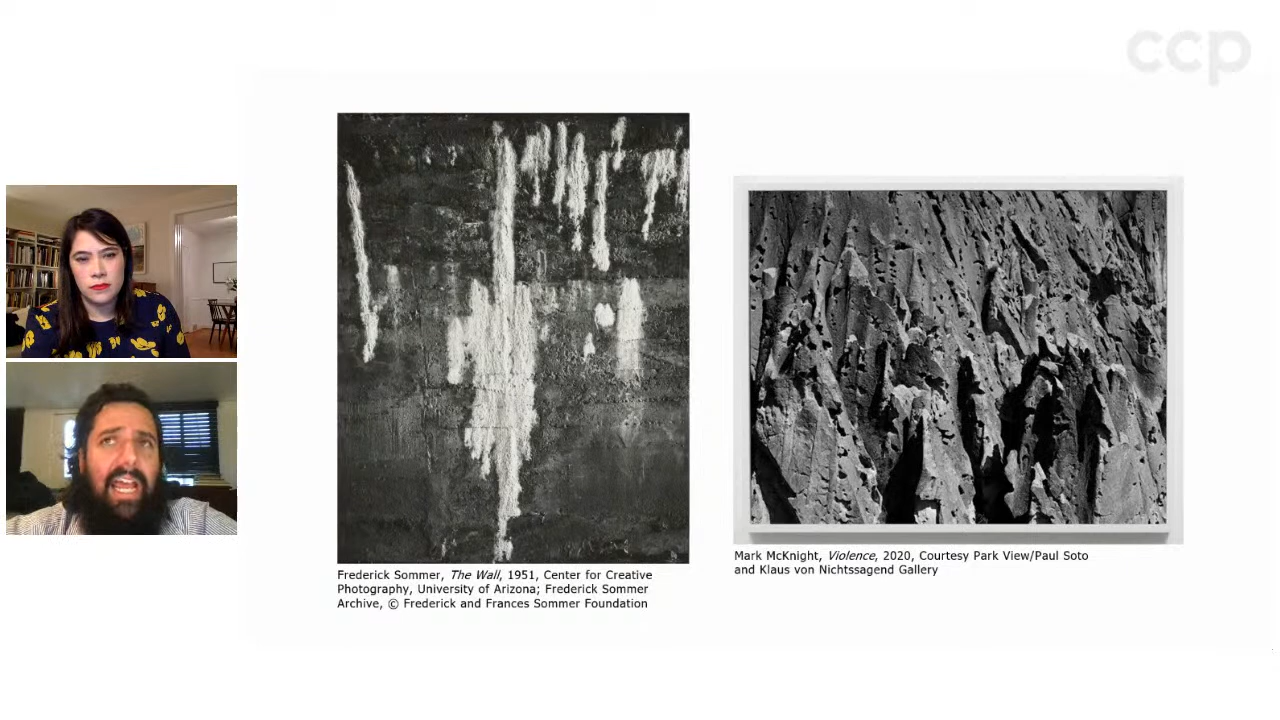 ccp
Frederick Sommer, The Wall, 1951, Center for Creative
Photography, University of Arizona; Frederick Sommer
Archive, © Frederick and Frances Sommer Foundation
Mark McKnight, Violence, 2020, Courtesy Park View/Paul Soto
and Klaus von Nichtssagend Gallery